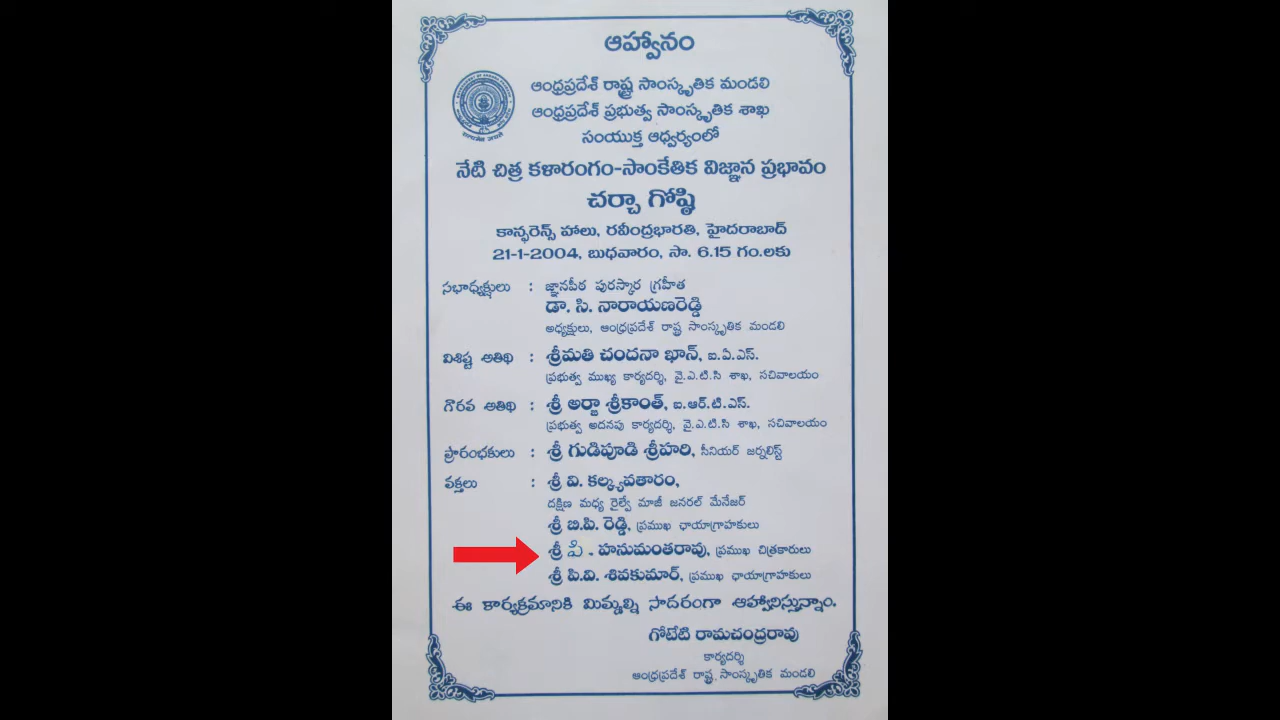 ఆహ్వానం
ఆంధ్రప్రదేశ్ రాష్ట్ర సాంస్కృతిక మండలి
ఆంధ్రప్రదేశ్ ప్రభుత్వ సాంస్కృతిక శాఖ
సంయుక్త ఆధ్వర్యంలో
నేటి చిత్ర కళారంగం-సాంకేతిక విజ్ఞాన ప్రభావం
చర్చా గోష్ఠి
కాన్ఫరెన్స్ హాలు, రవీంద్రభారతి, హైదరాబాద్
21-1-2004, బుధవారం, సా. 6.15 గం.లకు
సభాధ్యక్షులు : జ్ఞానపీఠ పురస్కార గ్రహీత
డా. సి. నారాయణరెడ్డి
అధ్యక్షులు, ఆంధ్రప్రదేశ్ రాష్ట్ర సాంస్కృతిక మండలి
విశిష్ట అతిథి : శ్రీమతి చందనా ఖాన్, ఐ.ఏ.ఎస్.
ప్రభుత్వ ముఖ్య కార్యదర్శి, వై.ఎ.టి.సి శాఖ, సచివాలయం
గౌరవ అతిథి : శ్రీ అర్జా శ్రీకాంత్, ఐ.ఆర్.టి.ఎస్.
ప్రభుత్వ అదనపు కార్యదర్శి, వై.ఎ.టి.సి శాఖ, సచివాలయం
ప్రారంభకులు : శ్రీ గుడిపూడి శ్రీహరి, సీనియర్ జర్నలిస్ట్
వక్తలు : శ్రీ వి. కల్క్యవతారం,
దక్షిణ మధ్య రైల్వే మాజీ జనరల్ మేనేజర్
శ్రీ బి.పి. రెడ్డి, ప్రముఖ ఛాయాగ్రాహకులు
శ్రీ పి. హనుమంతరావు, ప్రముఖ చిత్రకారులు
శ్రీ పి.వి. శివకుమార్, ప్రముఖ ఛాయాగ్రాహకులు
ఈ కార్యక్రమానికి మిమ్మల్ని సాదరంగా ఆహ్వానిస్తున్నాం.
గోటేటి రామచంద్రరావు
కార్యదర్శి
ఆంధ్రప్రదేశ్ రాష్ట్ర సాంస్కృతిక మండలి